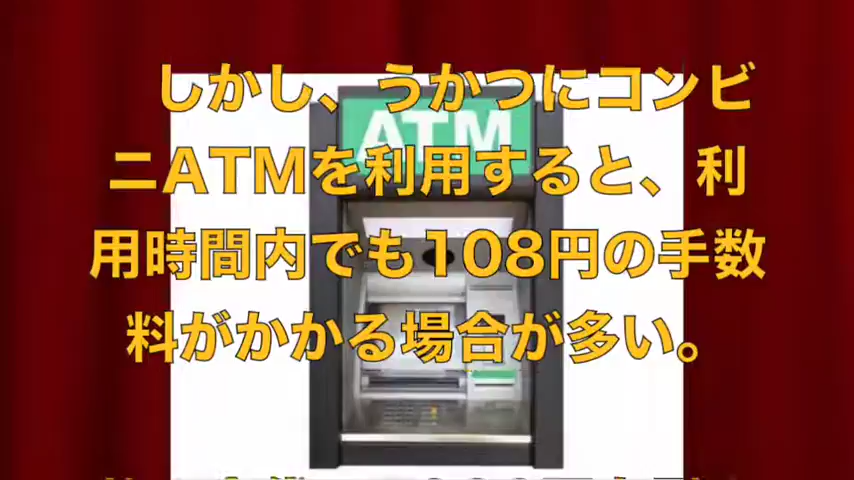 しかし、うかつにコンビ
ニATMを利用すると、利
用時間内でも108円の手数
料がかかる場合が多い。
ATM